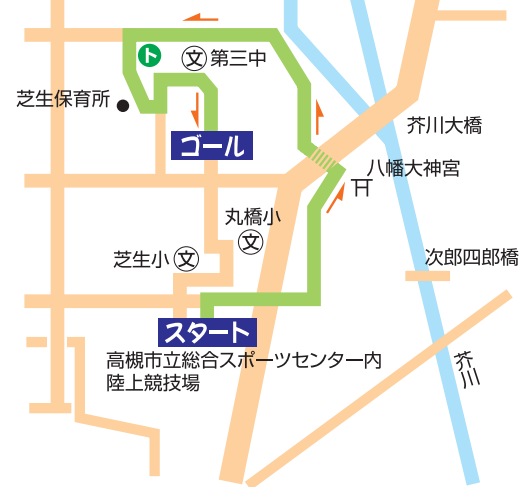 ト
文 第三中
芝生保育所
芥川大橋
ゴール
八幡大神宮
丸橋小
文
芝生小 文
次郎四郎橋
スタート
高槻市立総合スポーツセンター内
陸上競技場
芥川